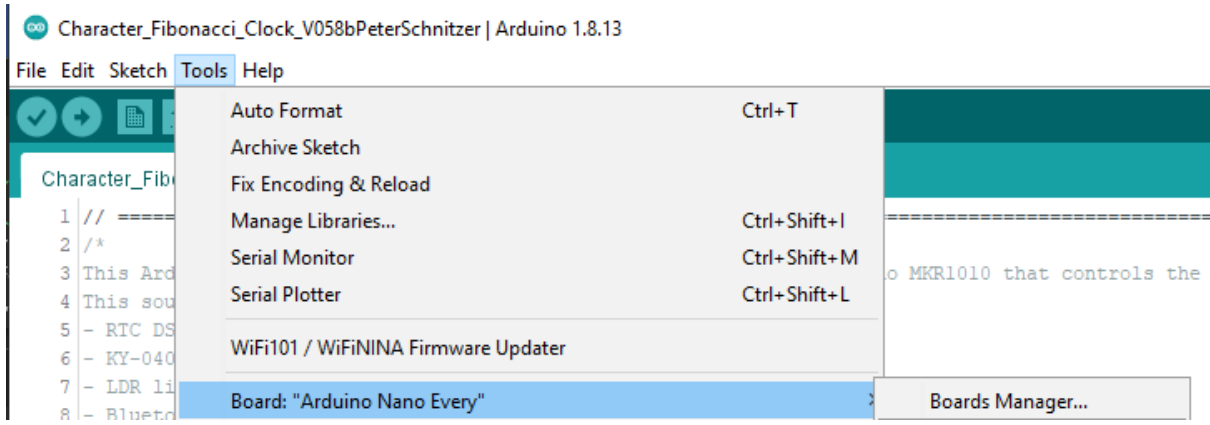 Character_Fibonacci_Clock_V058bPeterSchnitzer | Arduino 1.8.13
File Edit Sketch Tools Help
Auto Format Ctrl+T
Archive Sketch
Character_Fib
Fix Encoding & Reload
1 // =====
Manage Libraries... Ctrl+Shift+I
2 /*
Serial Monitor Ctrl+Shift+M
3 This Ard o MKR1010 that controls the
Serial Plotter Ctrl+Shift+L
4 This sou
5 - RTC DS
WiFi101 / WiFiNINA Firmware Updater
6 - KY-040
7 - LDR li
Board: "Arduino Nano Every" Boards Manager...
8 - Blueto